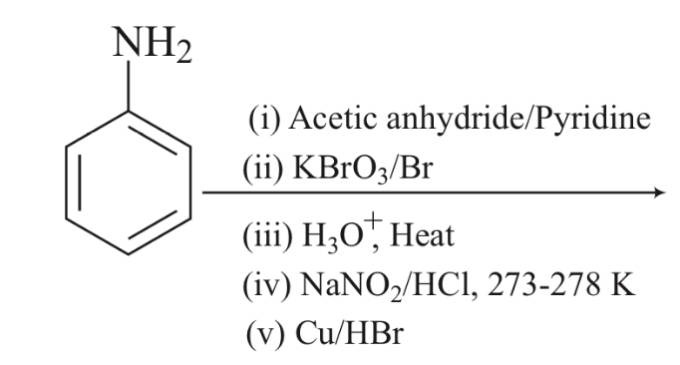 NH₂
(i) Acetic anhydride/Pyridine
(ii) KBrO₃/Br
(iii) H₃O⁺, Heat
(iv) NaNO₂/HCl, 273-278 K
(v) Cu/HBr